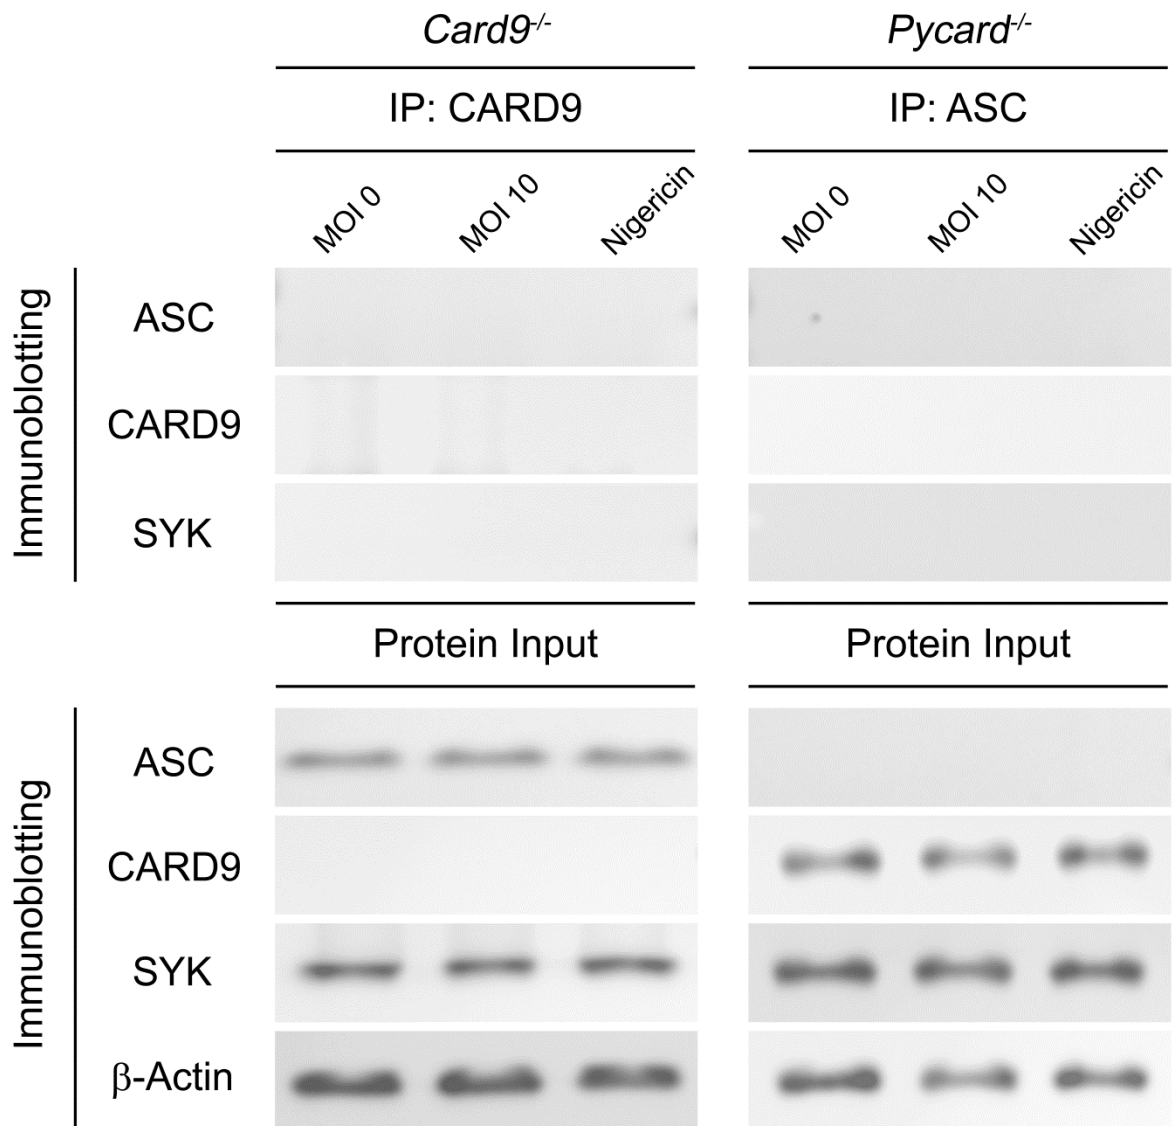 Card9-/- Pycard-/-
IP: CARD9 IP: ASC
MOI 0 MOI 10 Nigericin MOI 0 MOI 10 Nigericin
Immunoblotting
ASC
CARD9
SYK
Protein Input Protein Input
Immunoblotting
ASC
CARD9
SYK
β-Actin